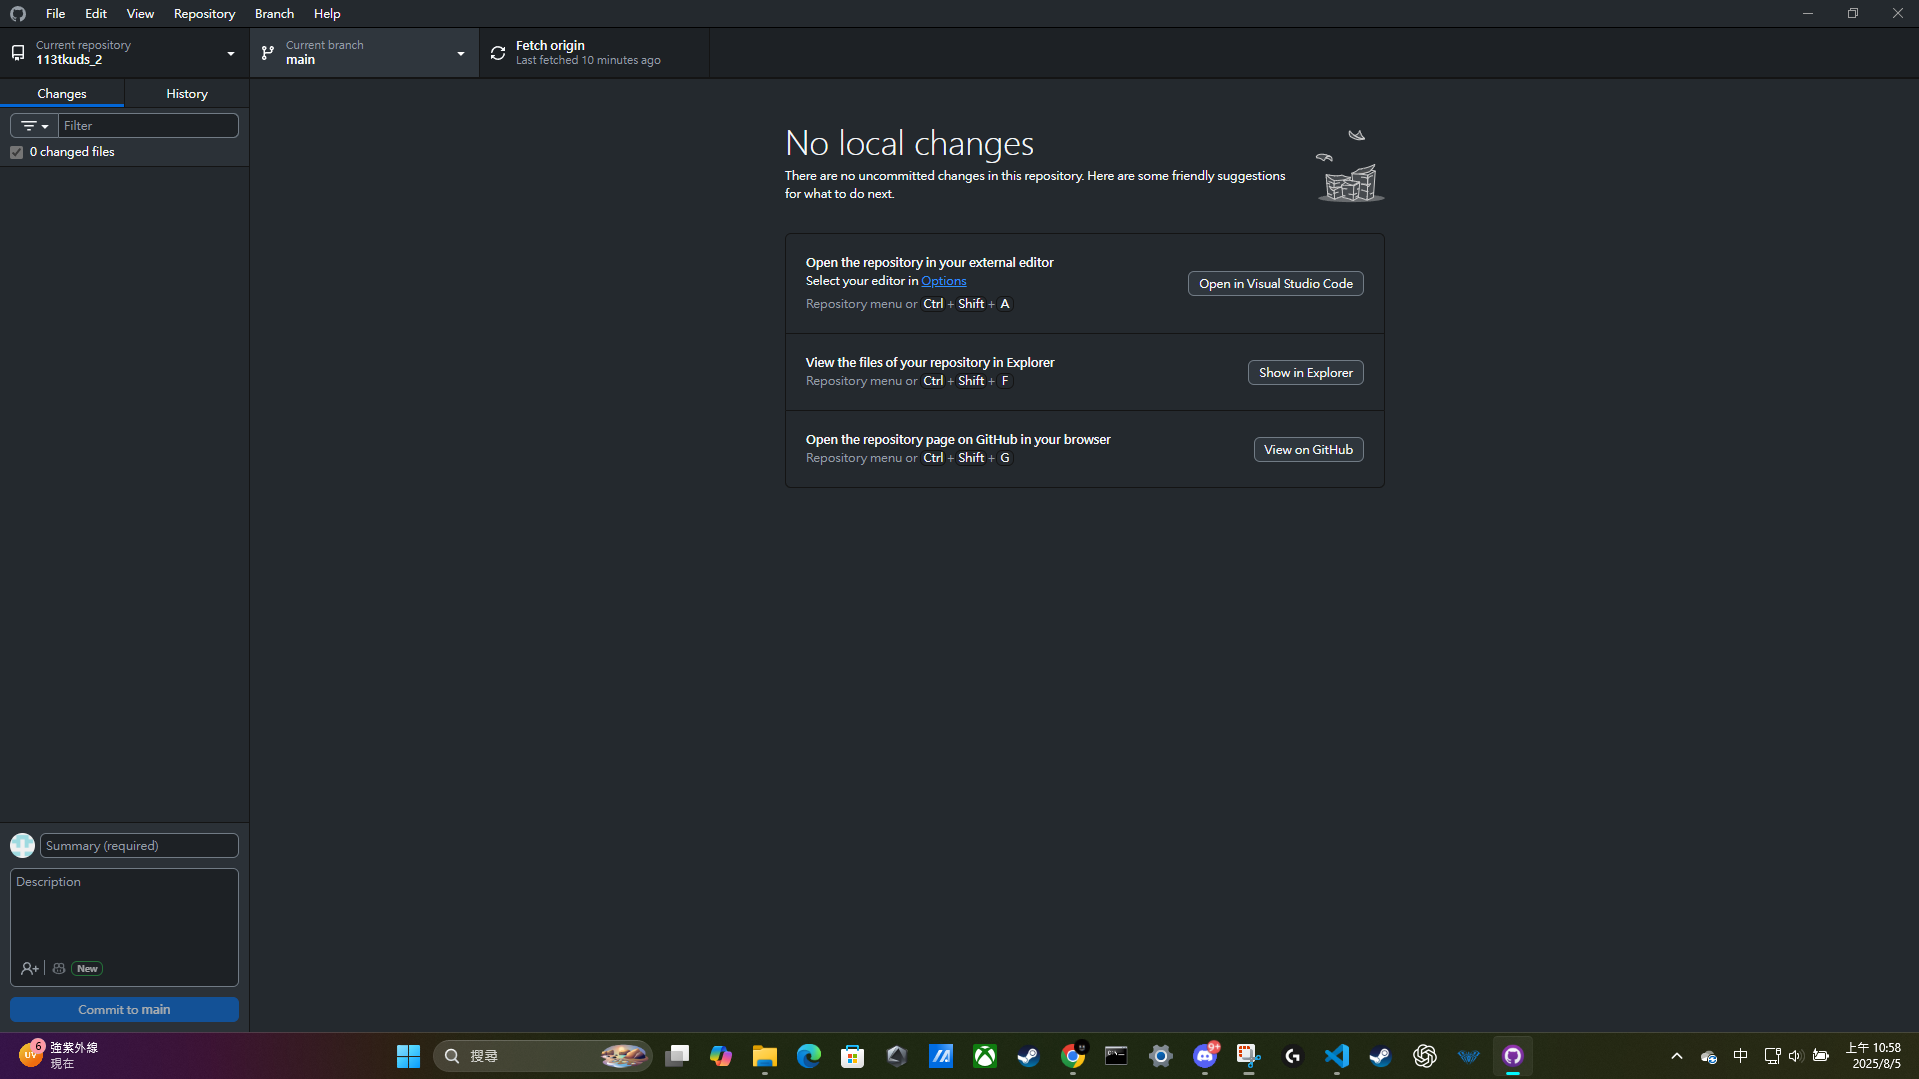 File Edit View Repository Branch Help
Current repository
113tkuds_2
Current branch
main
Fetch origin
Last fetched 10 minutes ago
Changes History
Filter
0 changed files
No local changes
There are no uncommitted changes in this repository. Here are some friendly suggestions
for what to do next.
Open the repository in your external editor
Select your editor in Options
Repository menu or Ctrl + Shift + A
Open in Visual Studio Code
View the files of your repository in Explorer
Repository menu or Ctrl + Shift + F
Show in Explorer
Open the repository page on GitHub in your browser
Repository menu or Ctrl + Shift + G
View on GitHub
Summary (required)
Description
New
Commit to main
UV 6
強紫外線
現在
搜尋
9+
中
上午 10:58
2025/8/5